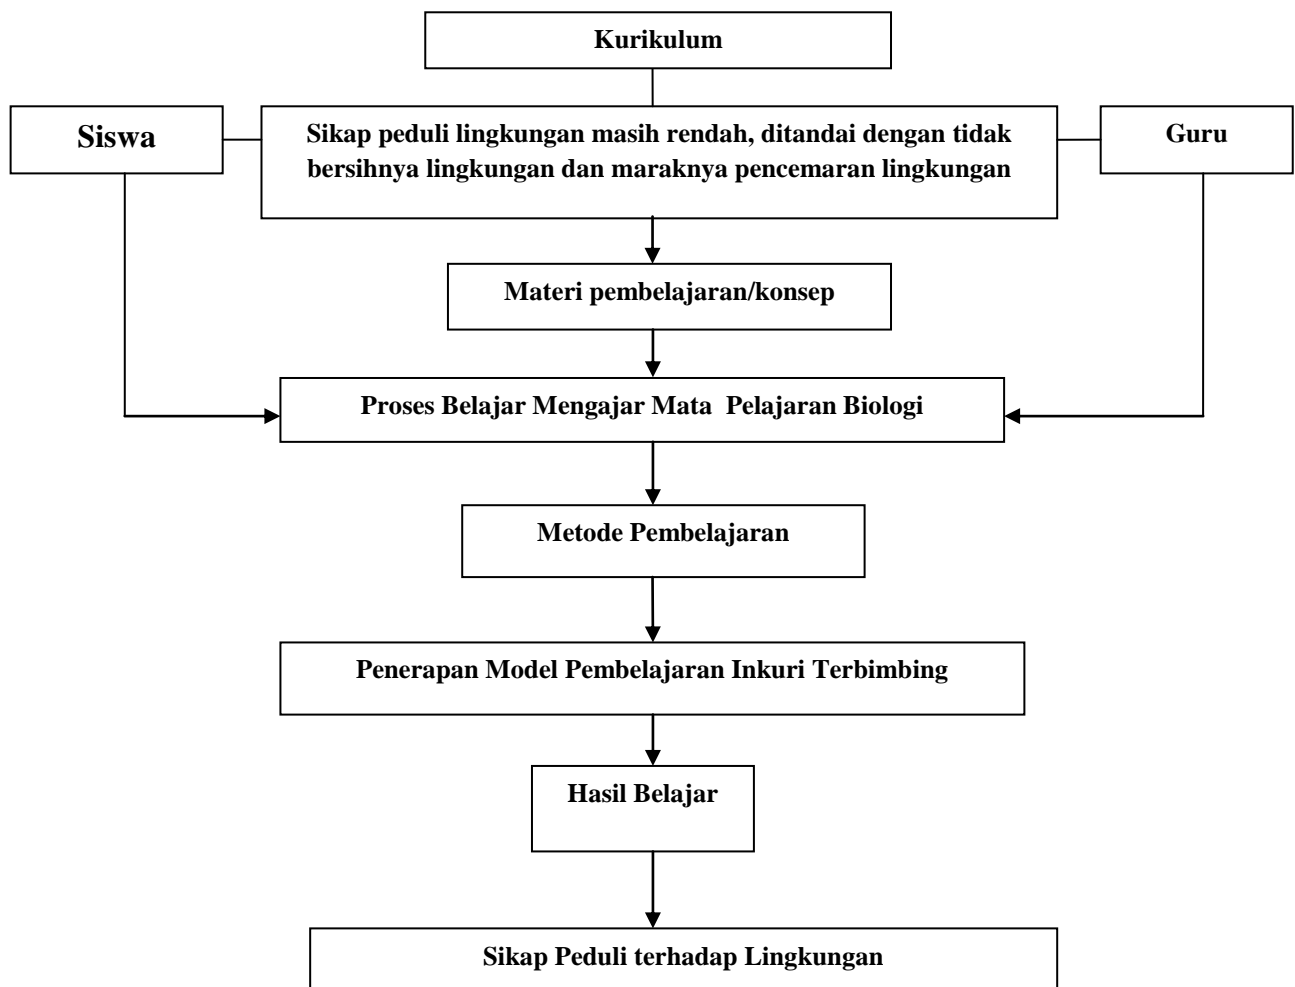 Kurikulum
Siswa
Sikap peduli lingkungan masih rendah, ditandai dengan tidak
bersihnya lingkungan dan maraknya pencemaran lingkungan
Guru
Materi pembelajaran/konsep
Proses Belajar Mengajar Mata Pelajaran Biologi
Metode Pembelajaran
Penerapan Model Pembelajaran Inkuri Terbimbing
Hasil Belajar
Sikap Peduli terhadap Lingkungan